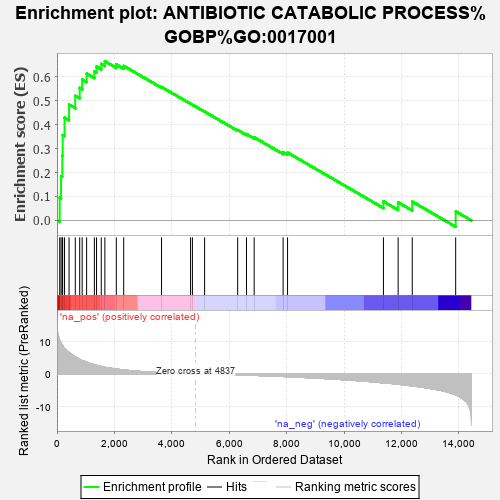 Enrichment plot: ANTIBIOTIC CATABOLIC PROCESS%
GOBP%GO:0017001
Enrichment score (ES)
0.6
0.5
0.4
0.3
0.2
0.1
0.0
'na_pos' (positively correlated)
Ranked list metric (PreRanked)
10
0
-10
Zero cross at 4837
'na_neg' (negatively correlated)
0
2,000
4,000
6,000
8,000
10,000
12,000
14,000
Rank in Ordered Dataset
Enrichment profile
Hits
Ranking metric scores